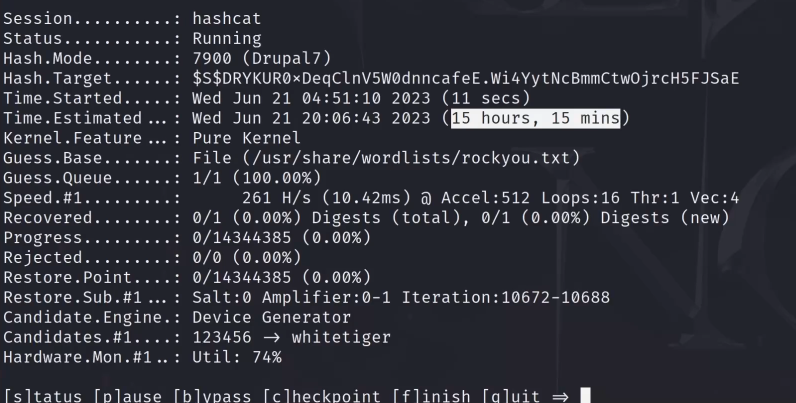 Session..........: hashcat
Status...........: Running
Hash.Mode........: 7900 (Drupal7)
Hash.Target......: $S$DRYKUR0xDeqClnV5W0dnncafeE.Wi4YytNcBmmCtwOjrcH5FJSaE
Time.Started.....: Wed Jun 21 04:51:10 2023 (11 secs)
Time.Estimated...: Wed Jun 21 20:06:43 2023 (15 hours, 15 mins)
Kernel.Feature...: Pure Kernel
Guess.Base.......: File (/usr/share/wordlists/rockyou.txt)
Guess.Queue......: 1/1 (100.00%)
Speed.#1.........:      261 H/s (10.42ms) @ Accel:512 Loops:16 Thr:1 Vec:4
Recovered........: 0/1 (0.00%) Digests (total), 0/1 (0.00%) Digests (new)
Progress.........: 0/14344385 (0.00%)
Rejected.........: 0/0 (0.00%)
Restore.Point....: 0/14344385 (0.00%)
Restore.Sub.#1...: Salt:0 Amplifier:0-1 Iteration:10672-10688
Candidate.Engine.: Device Generator
Candidates.#1....: 123456 -> whitetiger
Hardware.Mon.#1..: Util: 74%
[s]tatus [p]ause [b]ypass [c]heckpoint [f]inish [q]uit =>